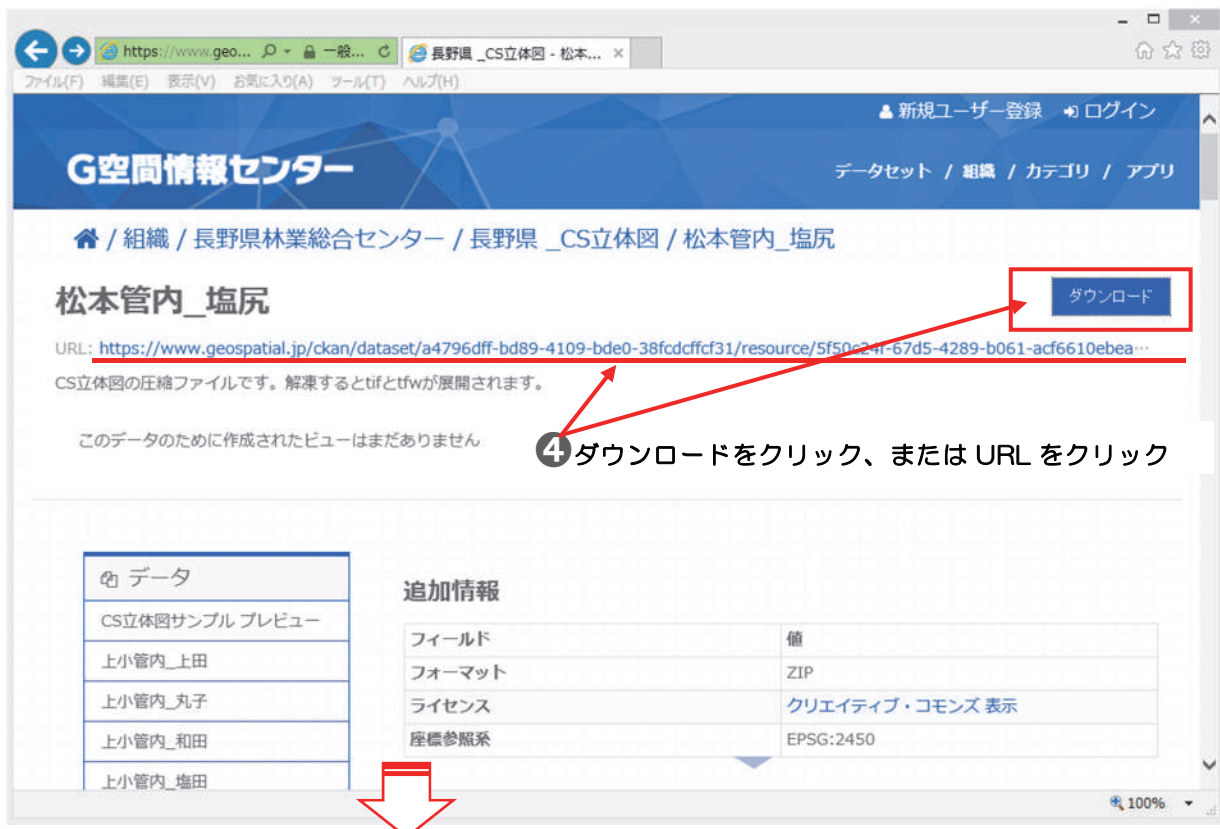 https://www.geo... 一般... 長野県 _CS立体図 - 松本... ×
ファイル(F) 編集(E) 表示(V) お気に入り(A) ツール(T) ヘルプ(H)
新規ユーザー登録 ログイン
G空間情報センター
データセット / 組織 / カテゴリ / アプリ
/ 組織 / 長野県林業総合センター / 長野県 _CS立体図 / 松本管内_塩尻
松本管内_塩尻
ダウンロード
URL: https://www.geospatial.jp/ckan/dataset/a4796dff-bd89-4109-bde0-38fcdcffcf31/resource/5f50c24f-67d5-4289-b061-acf6610ebea…
CS立体図の圧縮ファイルです。解凍するとtifとtfwが展開されます。
このデータのために作成されたビューはまだありません
❹ダウンロードをクリック、または URL をクリック
データ
CS立体図サンプル プレビュー
上小管内_上田
上小管内_丸子
上小管内_和田
上小管内_塩田
追加情報
フィールド 値
フォーマット ZIP
ライセンス クリエイティブ・コモンズ 表示
座標参照系 EPSG:2450
100%